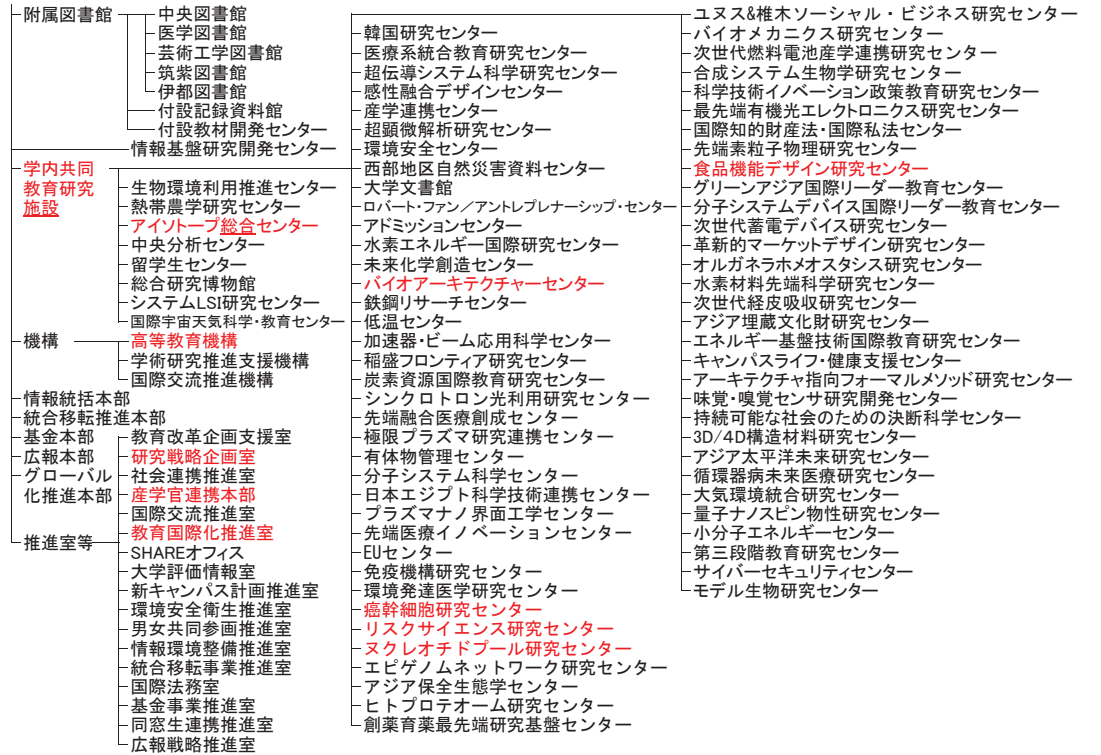 附属図書館
中央図書館
医学図書館
芸術工学図書館
筑紫図書館
伊都図書館
付設記録資料館
付設教材開発センター
情報基盤研究開発センター
学内共同
教育研究
施設
生物環境利用推進センター
熱帯農学研究センター
アイソトープ総合センター
中央分析センター
留学生センター
総合研究博物館
システムLSI研究センター
国際宇宙天気科学・教育センター
機構
高等教育機構
学術研究推進支援機構
国際交流推進機構
情報統括本部
統合移転推進本部
基金本部
広報本部
グローバル
化推進本部
推進室等
教育改革企画支援室
研究戦略企画室
社会連携推進室
産学官連携本部
国際交流推進室
教育国際化推進室
SHAREオフィス
大学評価情報室
新キャンパス計画推進室
環境安全衛生推進室
男女共同参画推進室
情報環境整備推進室
統合移転事業推進室
国際法務室
基金事業推進室
同窓生連携推進室
広報戦略推進室
韓国研究センター
医療系統合教育研究センター
超伝導システム科学研究センター
感性融合デザインセンター
産学連携センター
超顕微解析研究センター
環境安全センター
西部地区自然災害資料センター
大学文書館
ロバート・ファン／アントレプレナーシップ・センター
アドミッションセンター
水素エネルギー国際研究センター
未来化学創造センター
バイオアーキテクチャーセンター
鉄鋼リサーチセンター
低温センター
加速器・ビーム応用科学センター
稲盛フロンティア研究センター
炭素資源国際教育研究センター
シンクロトロン光利用研究センター
先端融合医療創成センター
極限プラズマ研究連携センター
有体物管理センター
分子システム科学センター
日本エジプト科学技術連携センター
プラズマナノ界面工学センター
先端医療イノベーションセンター
EUセンター
免疫機構研究センター
環境発達医学研究センター
癌幹細胞研究センター
リスクサイエンス研究センター
ヌクレオチドプール研究センター
エピゲノムネットワーク研究センター
アジア保全生態学センター
ヒトプロテオーム研究センター
創薬育薬最先端研究基盤センター
ユヌス&椎木ソーシャル・ビジネス研究センター
バイオメカニクス研究センター
次世代燃料電池産学連携研究センター
合成システム生物学研究センター
科学技術イノベーション政策教育研究センター
最先端有機光エレクトロニクス研究センター
国際知的財産法・国際私法センター
先端素粒子物理研究センター
食品機能デザイン研究センター
グリーンアジア国際リーダー教育センター
分子システムデバイス国際リーダー教育センター
次世代蓄電デバイス研究センター
革新的マーケットデザイン研究センター
オルガネラホメオスタシス研究センター
水素材料先端科学研究センター
次世代経皮吸収研究センター
アジア埋蔵文化財研究センター
エネルギー基盤技術国際教育研究センター
キャンパスライフ・健康支援センター
アーキテクチャ指向フォーマルメソッド研究センター
味覚・嗅覚センサ研究開発センター
持続可能な社会のための決断科学センター
3D/4D構造材料研究センター
アジア太平洋未来研究センター
循環器病未来医療研究センター
大気環境統合研究センター
量子ナノスピン物性研究センター
小分子エネルギーセンター
第三段階教育研究センター
サイバーセキュリティセンター
モデル生物研究センター